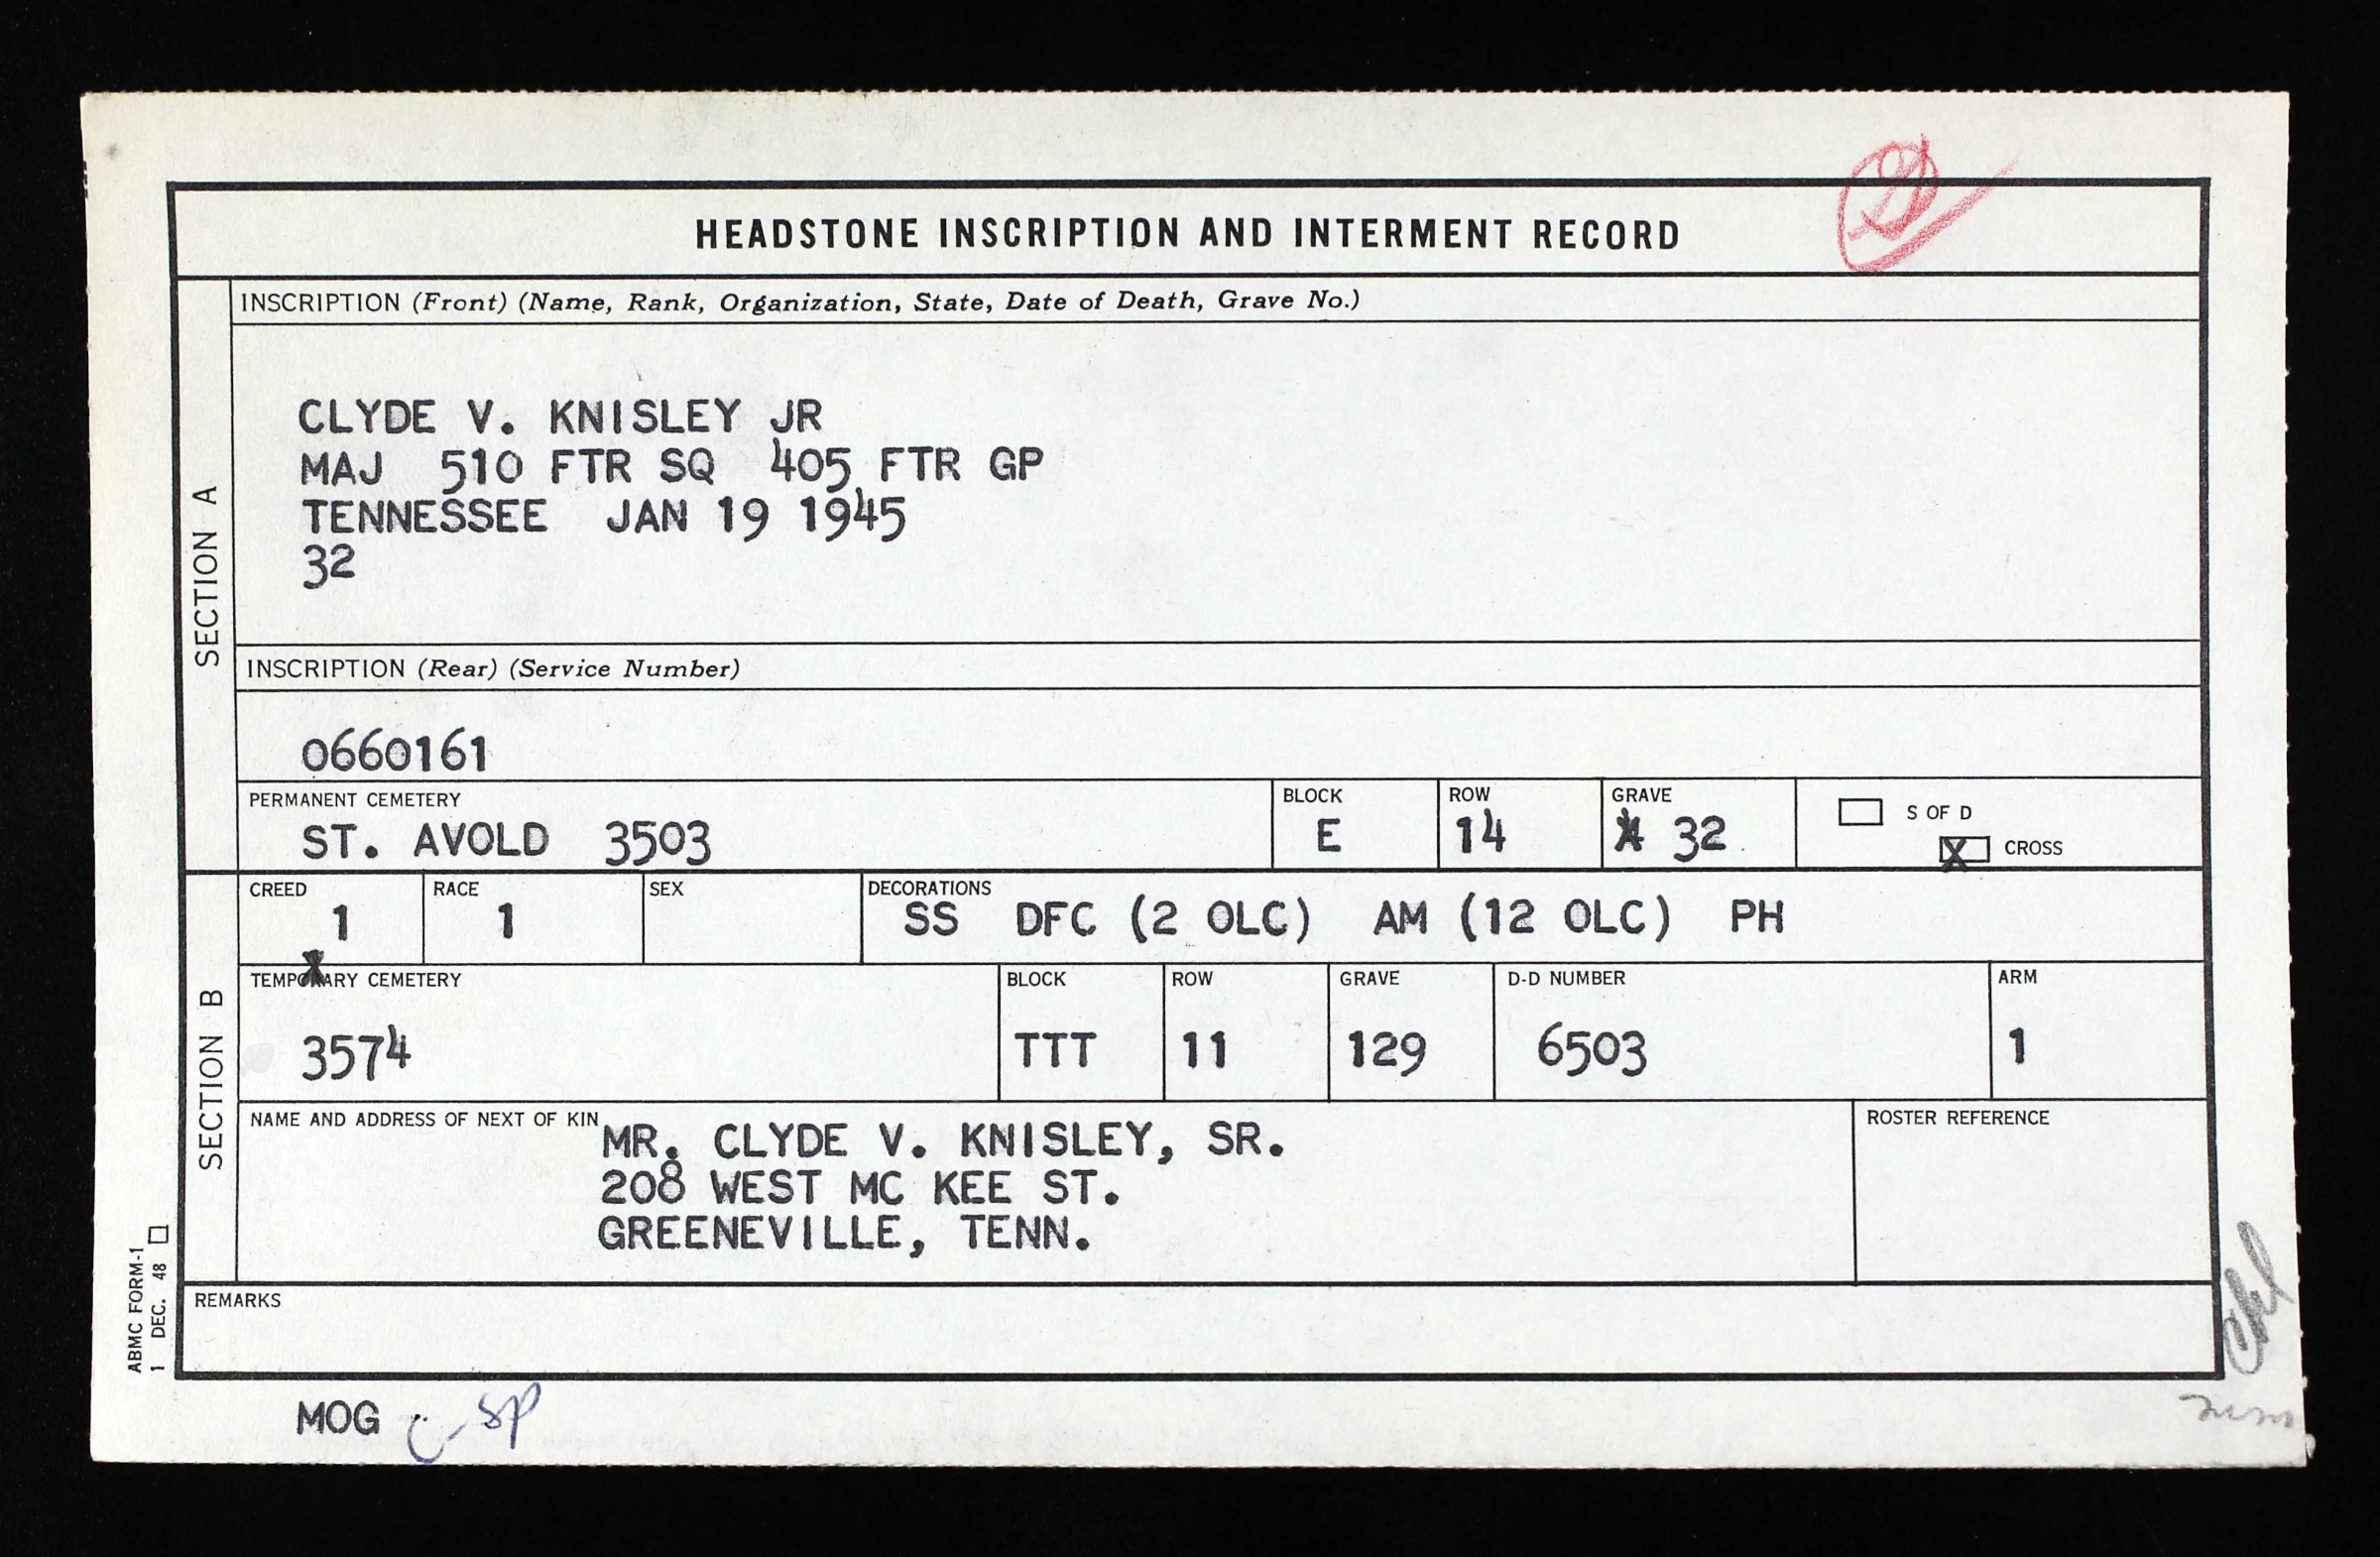 HEADSTONE INSCRIPTION AND INTERMENT RECORD
SECTION A
INSCRIPTION (Front) (Name, Rank, Organization, State, Date of Death, Grave No.)
CLYDE V. KNISLEY JR
MAJ 510 FTR SQ 405 FTR GP
TENNESSEE JAN 19 1945
32
INSCRIPTION (Rear) (Service Number)
0660161
PERMANENT CEMETERY
ST. AVOLD 3503
BLOCK
E
ROW
14
GRAVE
32
S OF D
X CROSS
SECTION B
CREED
1
RACE
1
SEX
DECORATIONS
SS DFC (2 OLC) AM (12 OLC) PH
TEMPORARY CEMETERY
3574
BLOCK
TTT
ROW
11
GRAVE
129
D-D NUMBER
6503
ARM
1
NAME AND ADDRESS OF NEXT OF KIN
MR. CLYDE V. KNISLEY, SR.
208 WEST MC KEE ST.
GREENEVILLE, TENN.
ROSTER REFERENCE
REMARKS
ABMC FORM-1
1 DEC. 48
MOG
sp